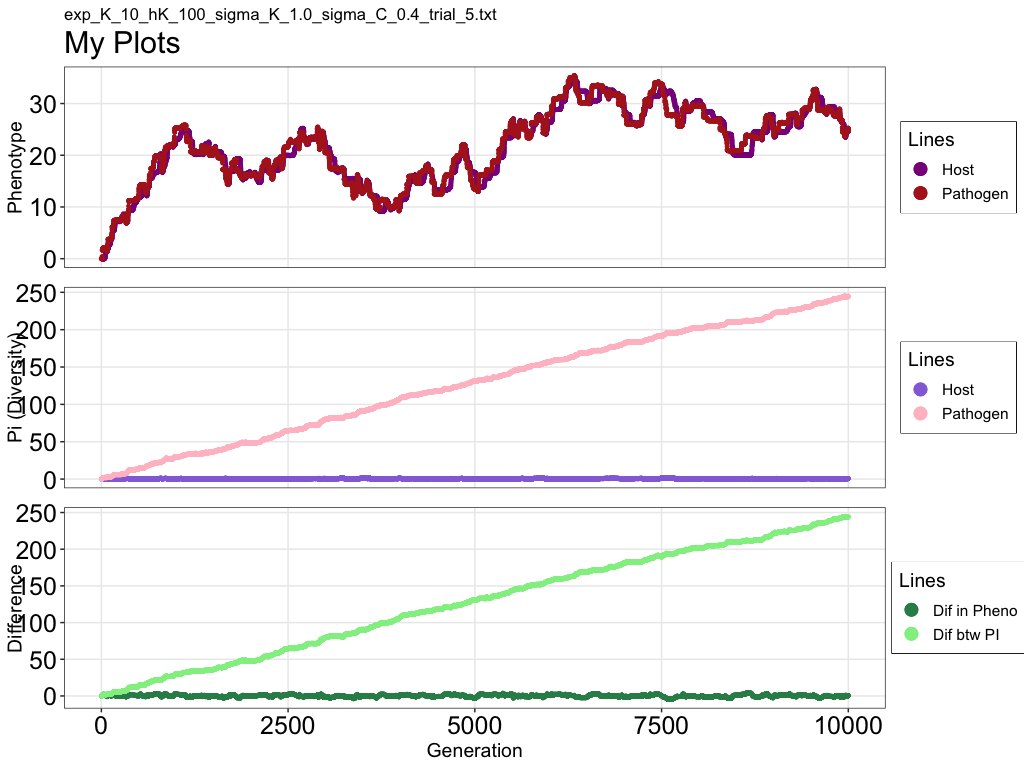 exp_K_10_hK_100_sigma_K_1.0_sigma_C_0.4_trial_5.txt
My Plots
Phenotype
30
20
10
0
Lines
Host
Pathogen
Pi (Diversity)
250
200
150
100
50
0
Lines
Host
Pathogen
Difference
250
200
150
100
50
0
Lines
Dif in Pheno
Dif btw PI
0 2500 5000 7500 10000
Generation